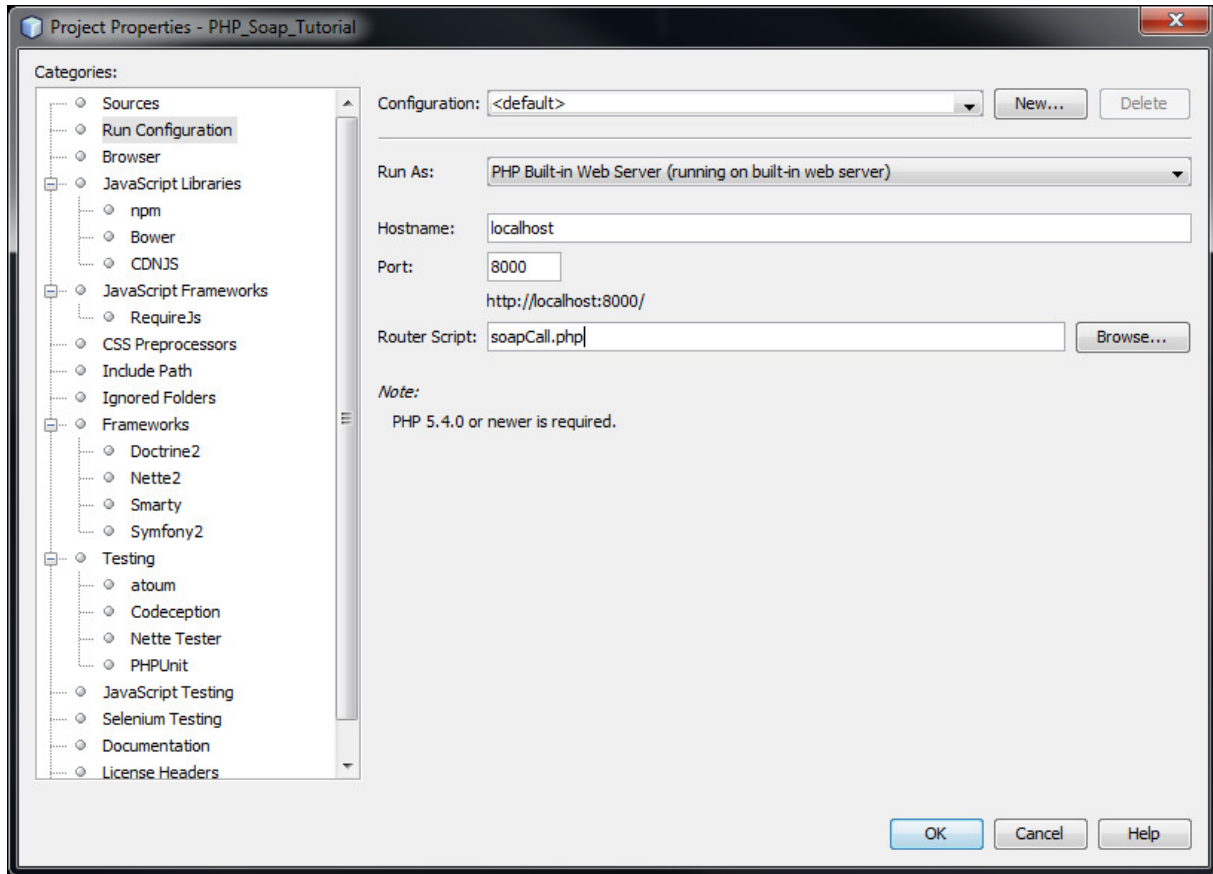 Project Properties - PHP_Soap_Tutorial
Categories:
Sources
Run Configuration
Browser
JavaScript Libraries
npm
Bower
CDNJS
JavaScript Frameworks
RequireJs
CSS Preprocessors
Include Path
Ignored Folders
Frameworks
Doctrine2
Nette2
Smarty
Symfony2
Testing
atoum
Codeception
Nette Tester
PHPUnit
JavaScript Testing
Selenium Testing
Documentation
License Headers
Configuration: <default> New... Delete
Run As: PHP Built-in Web Server (running on built-in web server)
Hostname: localhost
Port: 8000
http://localhost:8000/
Router Script: soapCall.php Browse...
Note:
PHP 5.4.0 or newer is required.
OK Cancel Help